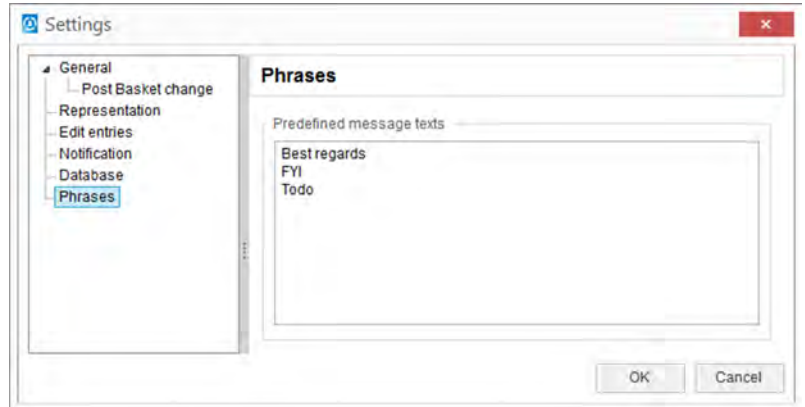 Settings
General
Post Basket change
Representation
Edit entries
Notification
Database
Phrases
Phrases
Predefined message texts
Best regards
FYI
Todo
OK
Cancel